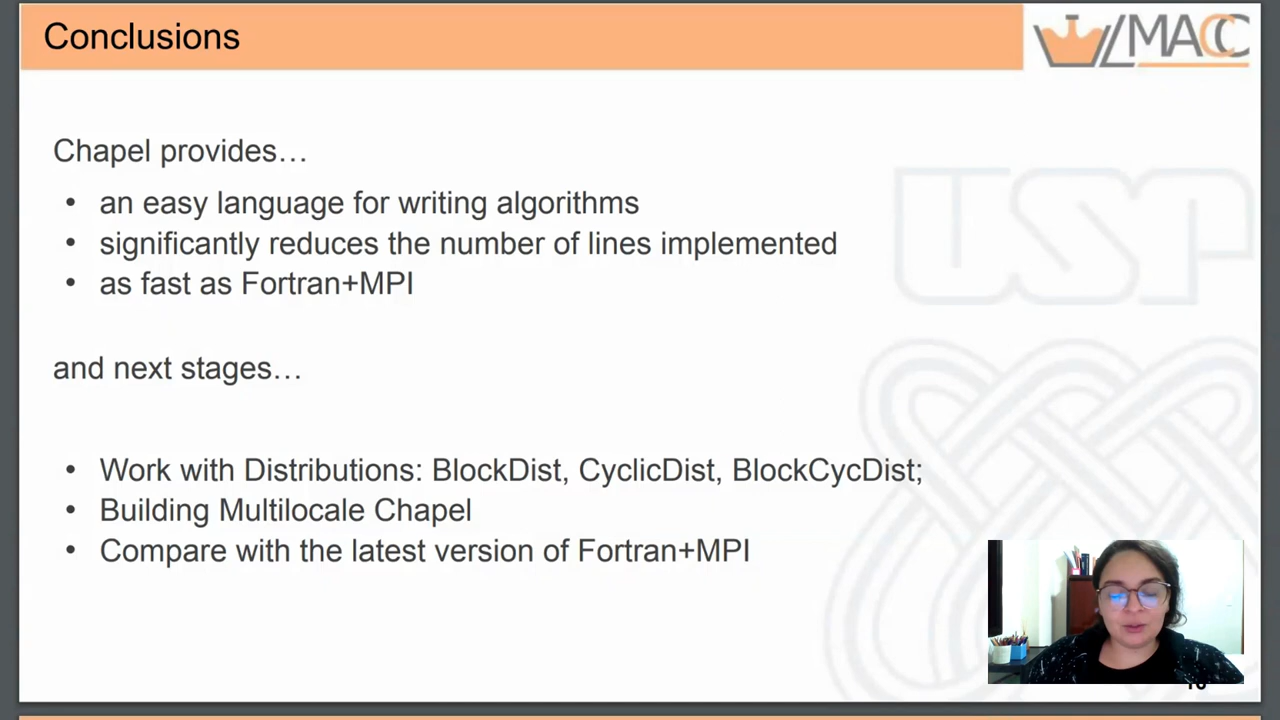 Conclusions
MACC
Chapel provides…
• an easy language for writing algorithms
• significantly reduces the number of lines implemented
• as fast as Fortran+MPI
USP
and next stages…
• Work with Distributions: BlockDist, CyclicDist, BlockCycDist;
• Building Multilocale Chapel
• Compare with the latest version of Fortran+MPI